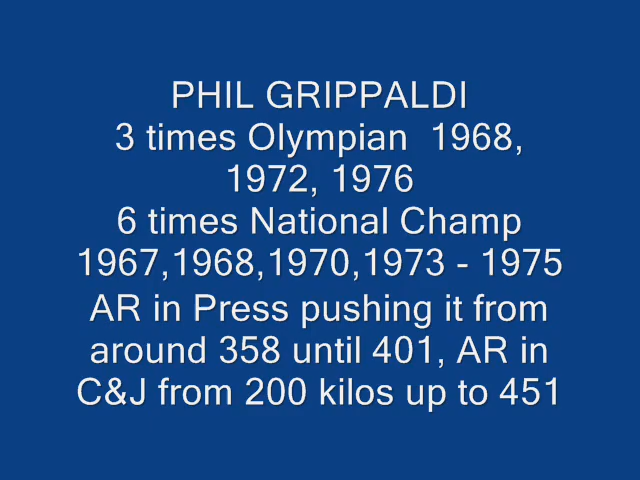 PHIL GRIPPALDI
3 times Olympian  1968,
1972, 1976
6 times National Champ
1967,1968,1970,1973 - 1975
AR in Press pushing it from
around 358 until 401, AR in
C&J from 200 kilos up to 451